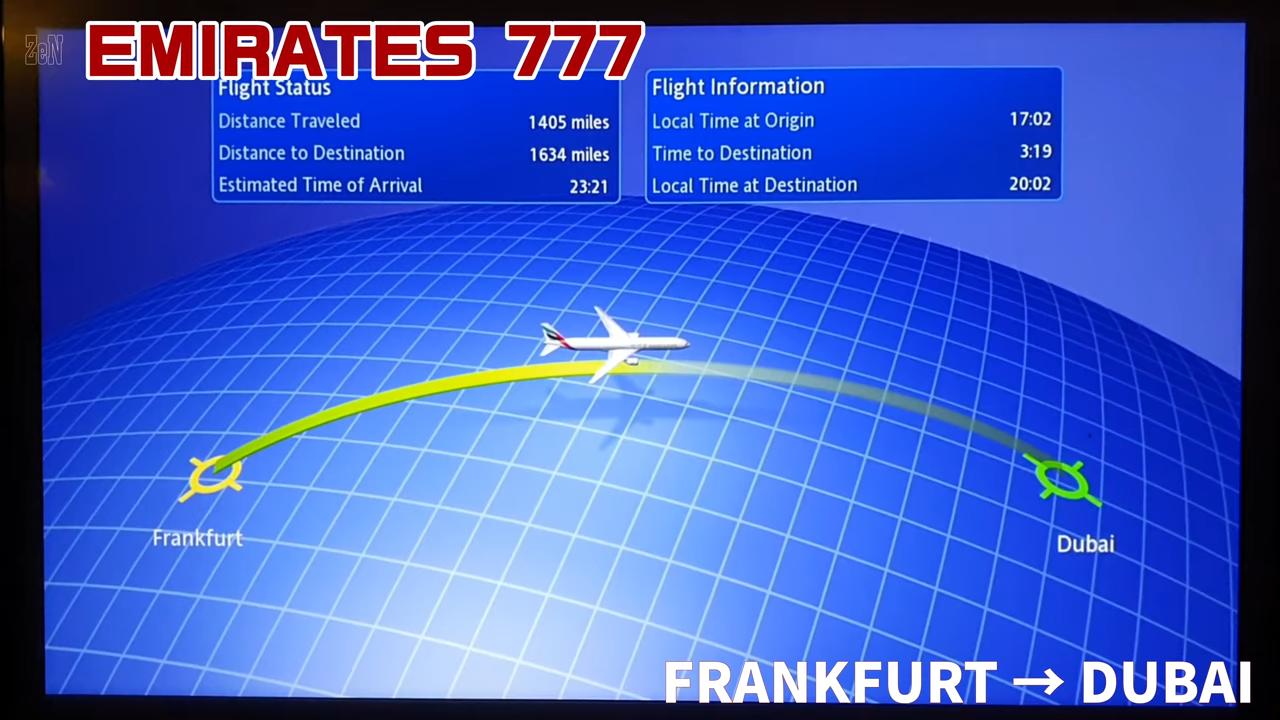 ZeN
EMIRATES 777
Flight Status
Distance Traveled 1405 miles
Distance to Destination 1634 miles
Estimated Time of Arrival 23:21
Flight Information
Local Time at Origin 17:02
Time to Destination 3:19
Local Time at Destination 20:02
Frankfurt
Dubai
FRANKFURT → DUBAI